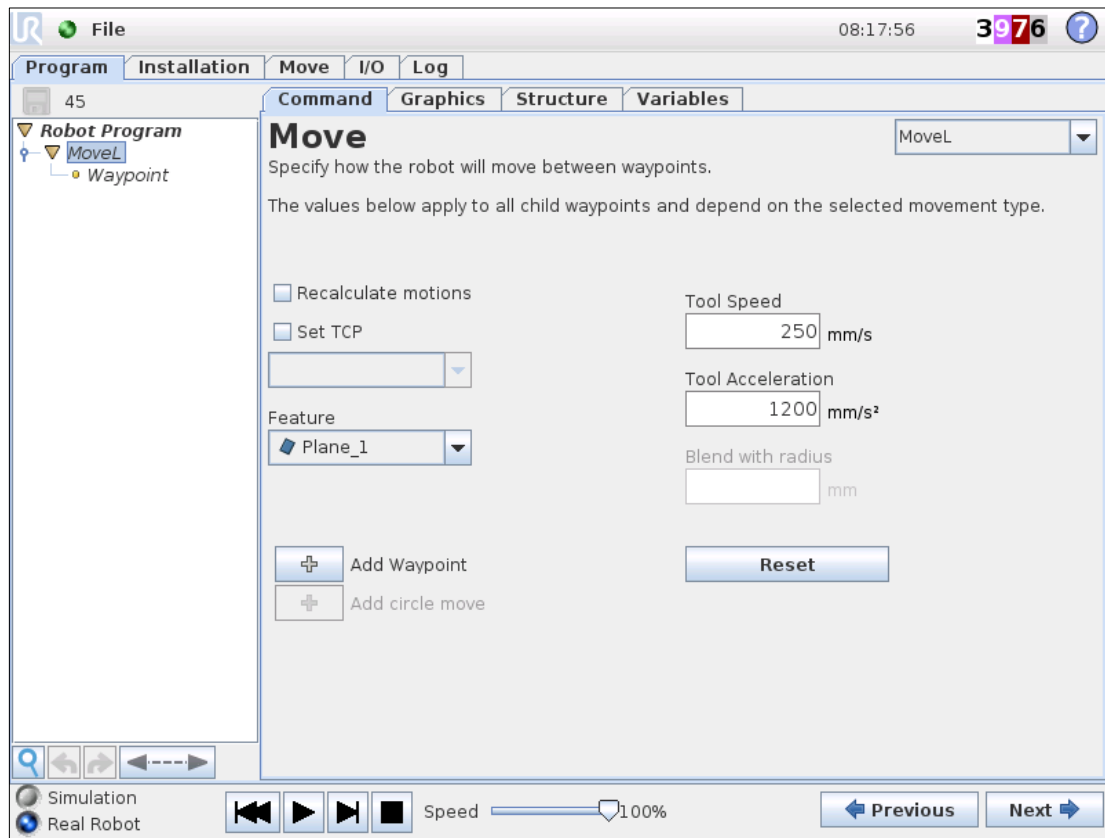 File 08:17:56 3976 ?
Program Installation Move I/O Log
45 Command Graphics Structure Variables
Robot Program
MoveL
Waypoint
Move MoveL
Specify how the robot will move between waypoints.
The values below apply to all child waypoints and depend on the selected movement type.
Recalculate motions
Set TCP
Feature
Plane_1
Tool Speed
250 mm/s
Tool Acceleration
1200 mm/s²
Blend with radius
mm
Add Waypoint
Reset
Add circle move
Simulation
Real Robot
Speed 100%
Previous Next